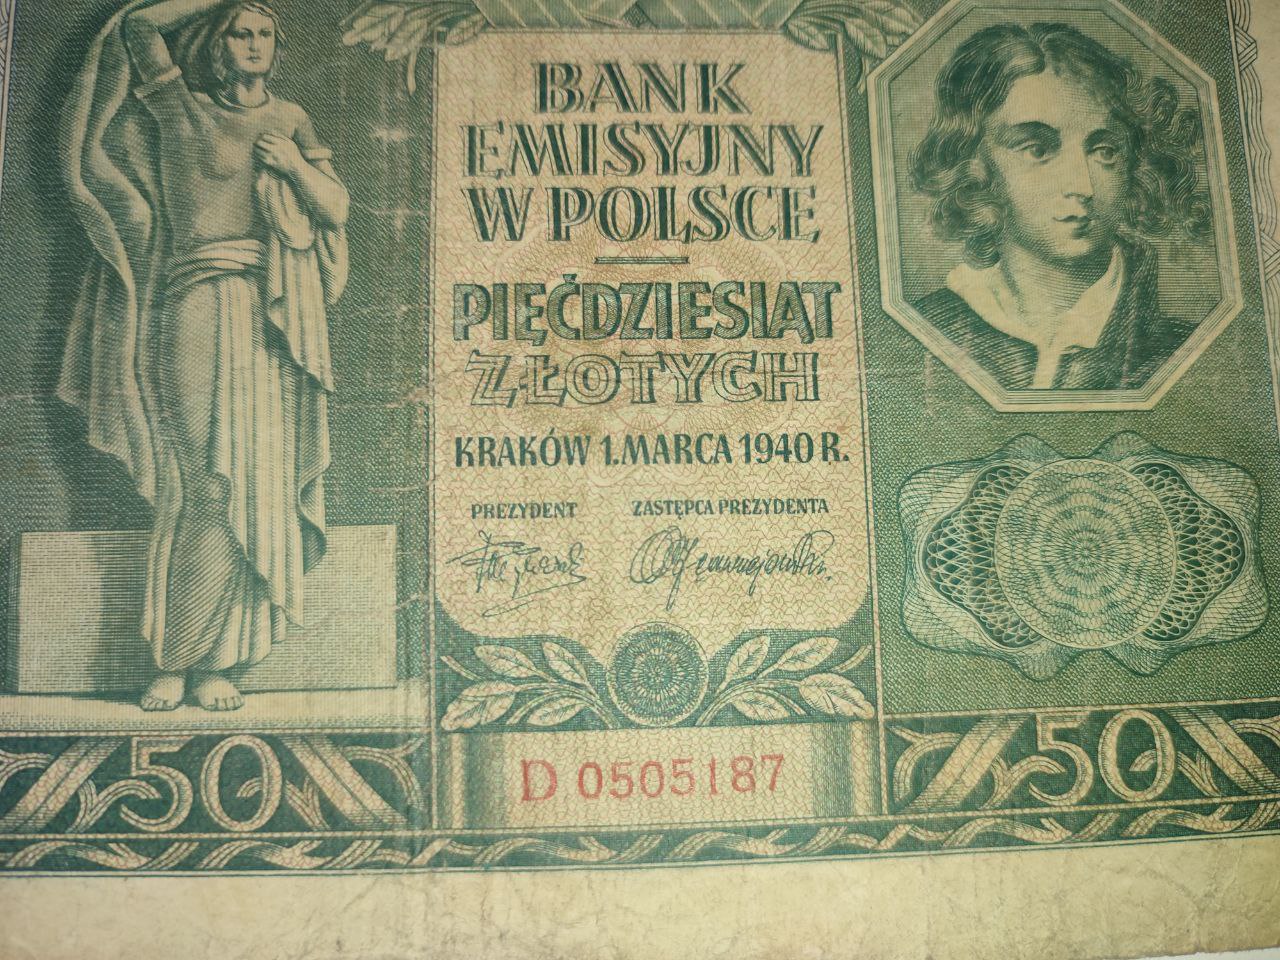 BANK
EMISYJNY
W POLSCE
PIĘĆDZIESIĄT
ZŁOTYCH
KRAKÓW 1. MARCA 1940 R.
PREZYDENT ZASTĘPCA PREZYDENTA
50 D 0505187 50